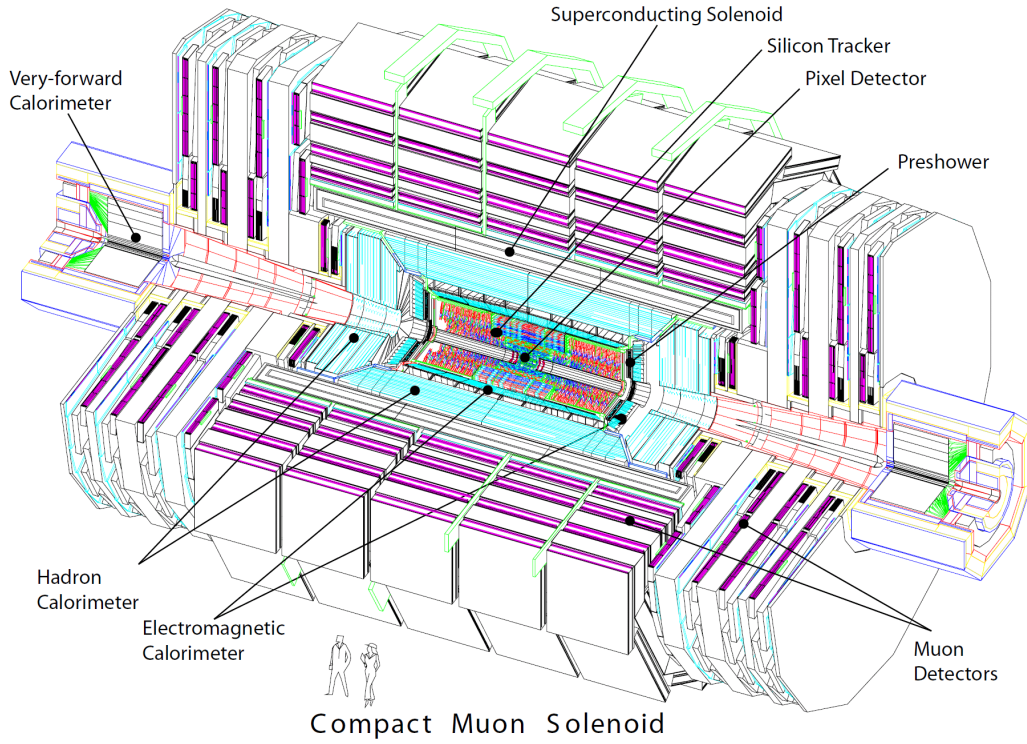 Superconducting Solenoid
Silicon Tracker
Pixel Detector
Very-forward
Calorimeter
Preshower
Hadron
Calorimeter
Electromagnetic
Calorimeter
Muon
Detectors
Compact Muon Solenoid